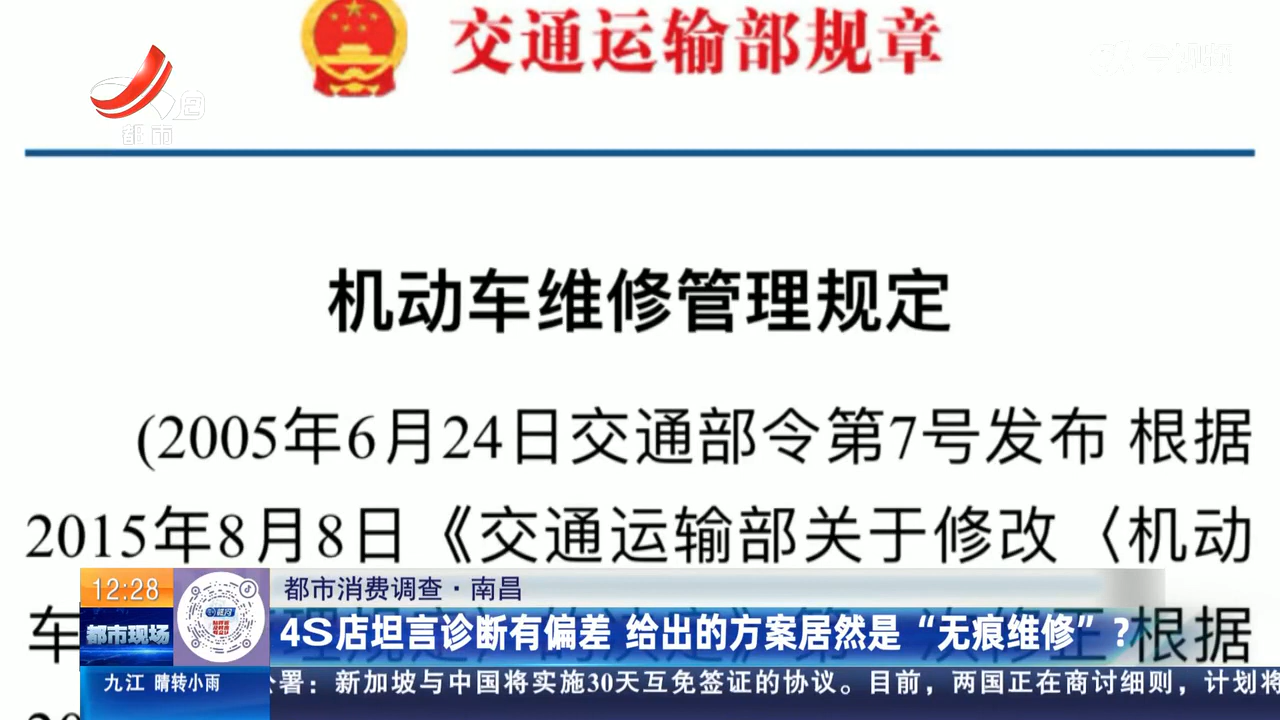 交通运输部规章
都市
机动车维修管理规定
(2005年6月24日交通部令第7号发布 根据
2015年8月8日《交通运输部关于修改〈机动
车
根据
12:28
都市现场
都市消费调查·南昌
4S店坦言诊断有偏差 给出的方案居然是“无痕维修”？
九江 晴转小雨
公署：新加坡与中国将实施30天互免签证的协议。目前，两国正在商讨细则，计划将